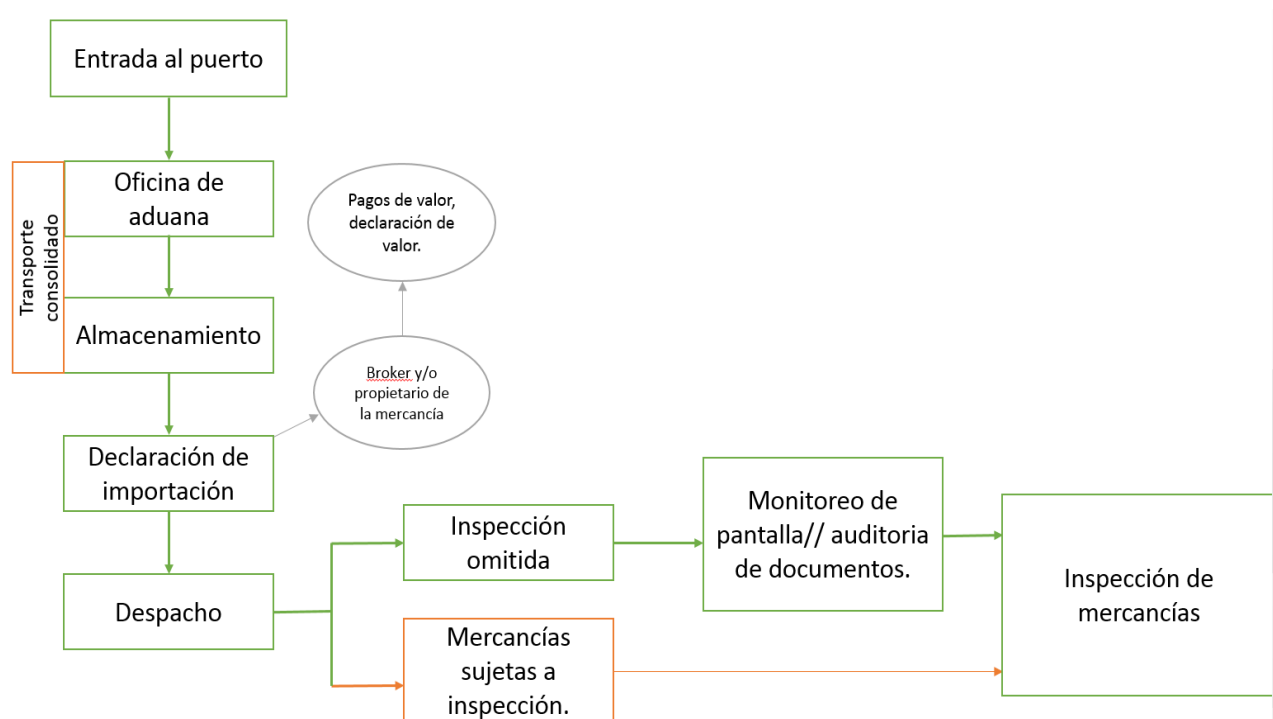 Entrada al puerto
Oficina de
aduana
Transporte
consolidado
Almacenamiento
Pagos de valor,
declaración de
valor.
Broker y/o
propietario de
la mercancía
Declaración de
importación
Despacho
Inspección
omitida
Mercancías
sujetas a
inspección.
Monitoreo de
pantalla// auditoria
de documentos.
Inspección de
mercancías